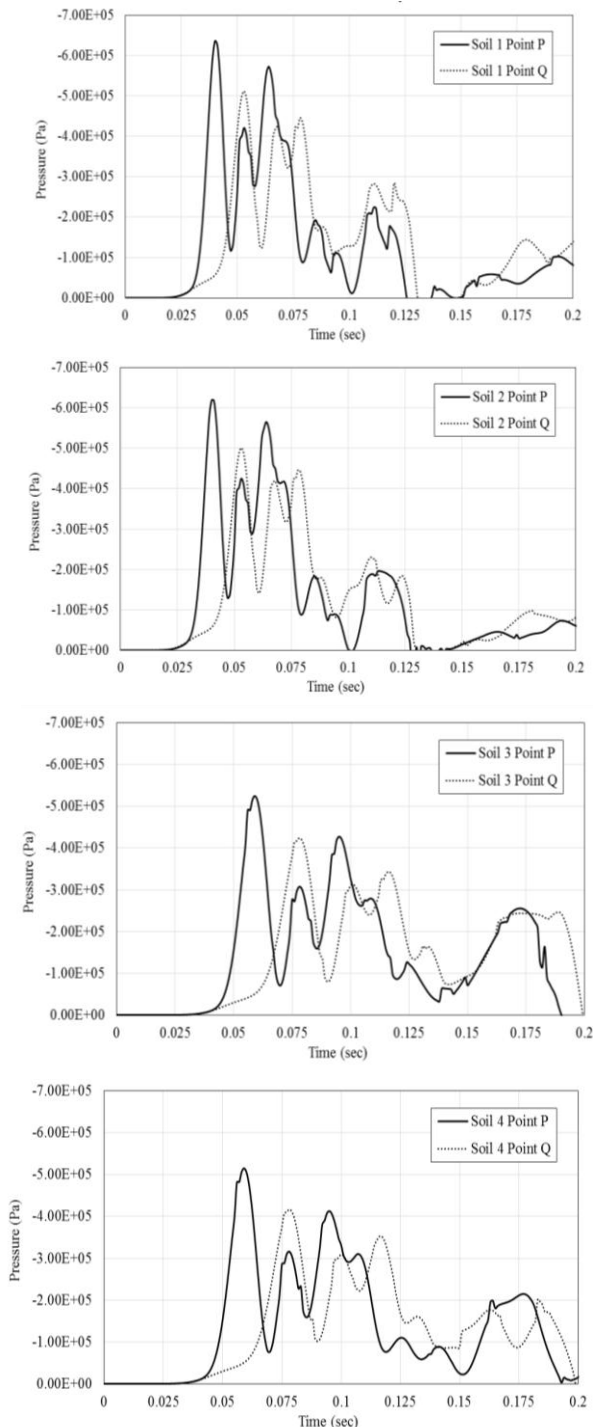 -7.00E+05
-6.00E+05
-5.00E+05
-4.00E+05
-3.00E+05
-2.00E+05
-1.00E+05
0.00E+00
Pressure (Pa)
Soil 1 Point P
Soil 1 Point Q
0 0.025 0.05 0.075 0.1 0.125 0.15 0.175 0.2
Time (sec)
-7.00E+05
-6.00E+05
-5.00E+05
-4.00E+05
-3.00E+05
-2.00E+05
-1.00E+05
0.00E+00
Pressure (Pa)
Soil 2 Point P
Soil 2 Point Q
0 0.025 0.05 0.075 0.1 0.125 0.15 0.175 0.2
Time (sec)
-7.00E+05
-6.00E+05
-5.00E+05
-4.00E+05
-3.00E+05
-2.00E+05
-1.00E+05
0.00E+00
Pressure (Pa)
Soil 3 Point P
Soil 3 Point Q
0 0.025 0.05 0.075 0.1 0.125 0.15 0.175 0.2
Time (sec)
-7.00E+05
-6.00E+05
-5.00E+05
-4.00E+05
-3.00E+05
-2.00E+05
-1.00E+05
0.00E+00
Pressure (Pa)
Soil 4 Point P
Soil 4 Point Q
0 0.025 0.05 0.075 0.1 0.125 0.15 0.175 0.2
Time (sec)